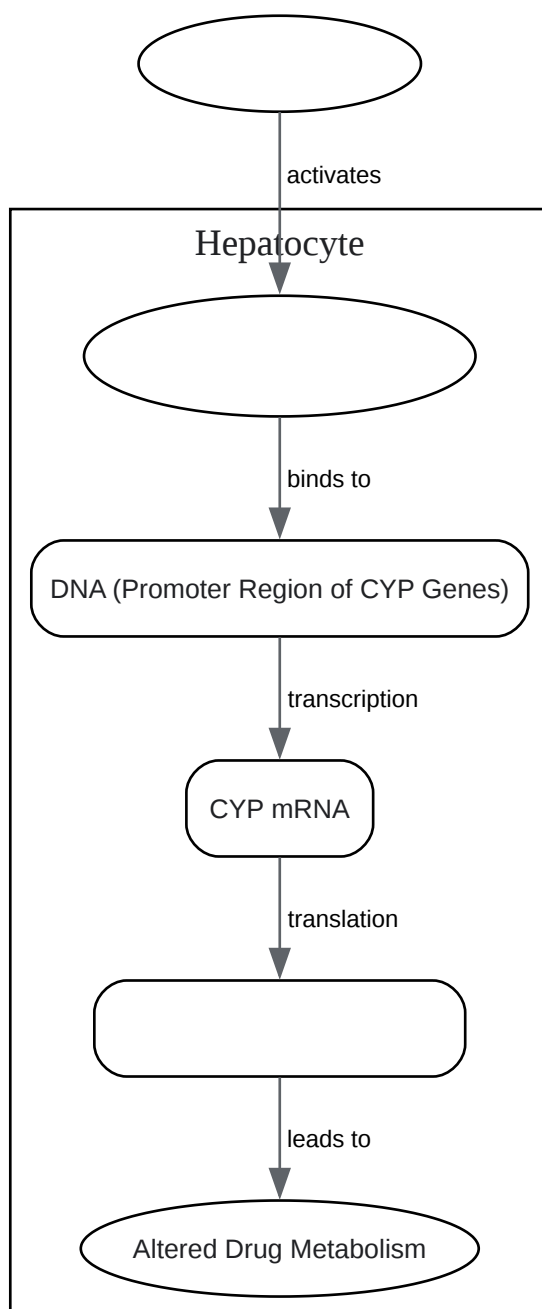 activates
Hepatocyte
binds to
DNA (Promoter Region of CYP Genes)
transcription
CYP mRNA
translation
leads to
Altered Drug Metabolism